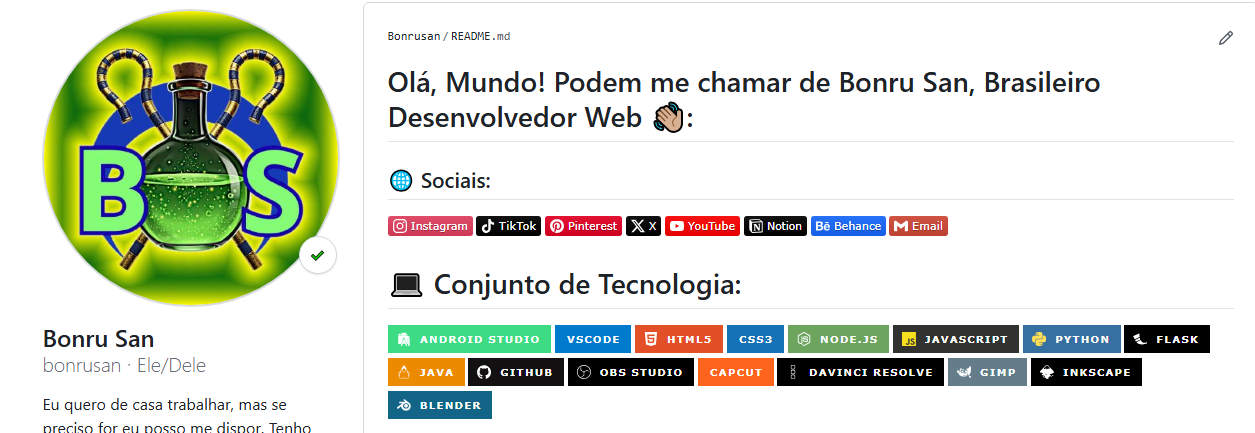 BS
Bonru San
bonrusan · Ele/Dele
Eu quero de casa trabalhar, mas se
preciso for eu posso me dispor. Tenho
Bonrusan / README.md
Olá, Mundo! Podem me chamar de Bonru San, Brasileiro
Desenvolvedor Web 👋🏽:
🌐 Sociais:
Instagram TikTok Pinterest X YouTube Notion Behance Email
💻 Conjunto de Tecnologia:
ANDROID STUDIO VSCODE HTML5 CSS3 NODE.JS JAVASCRIPT PYTHON FLASK
JAVA GITHUB OBS STUDIO CAPCUT DAVINCI RESOLVE GIMP INKSCAPE
BLENDER